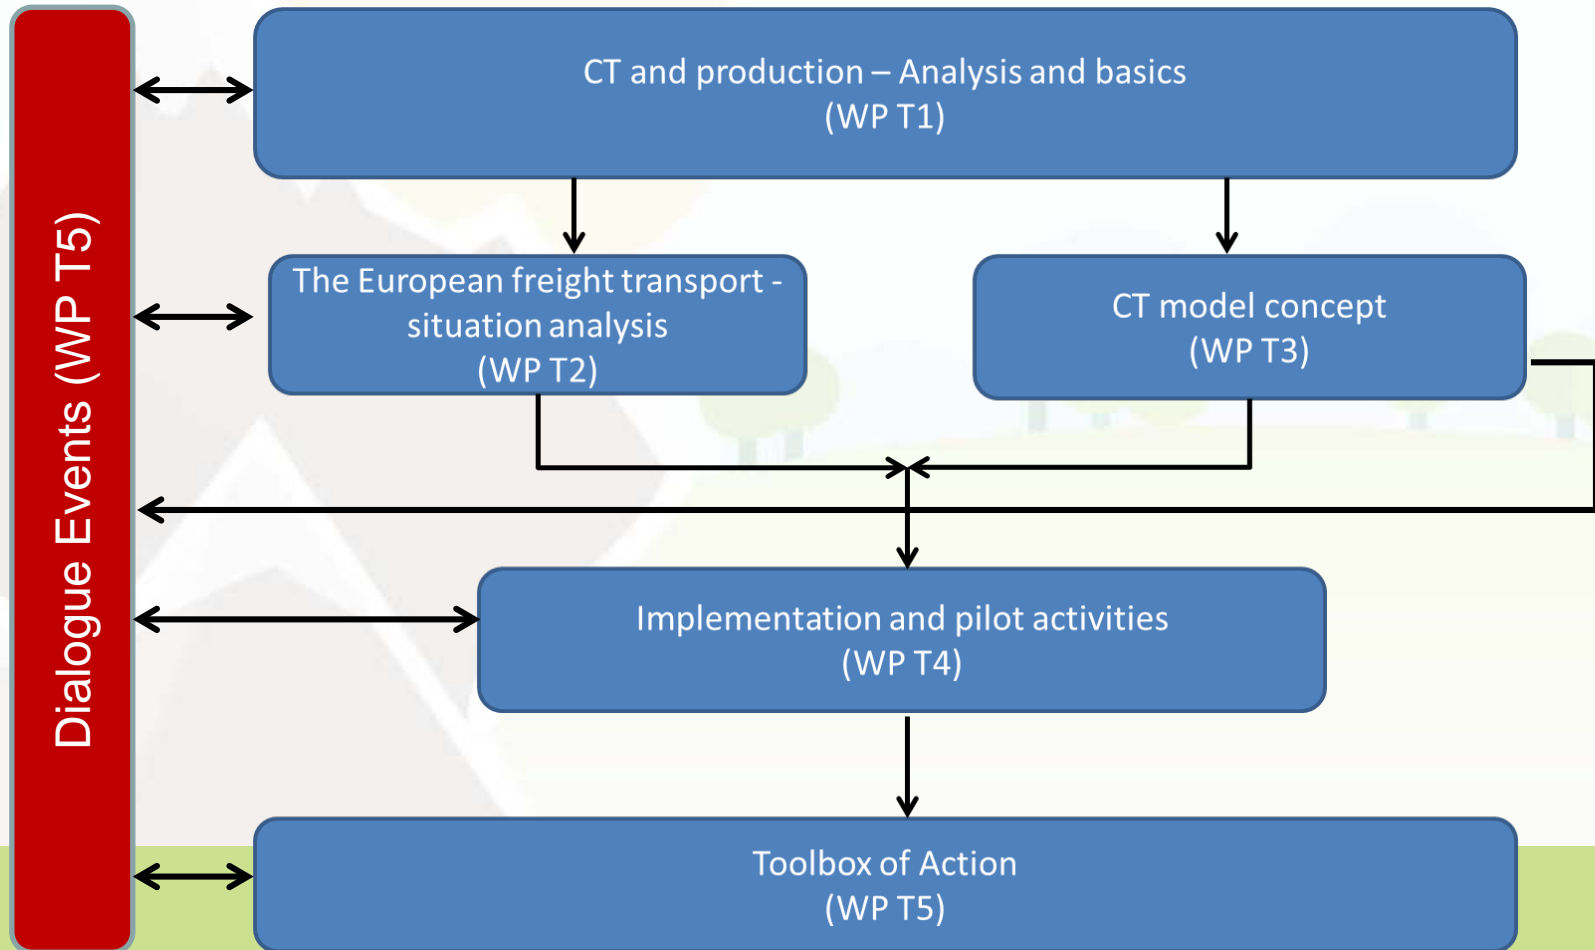 Dialogue Events (WP T5)
CT and production – Analysis and basics
(WP T1)
The European freight transport -
situation analysis
(WP T2)
CT model concept
(WP T3)
Implementation and pilot activities
(WP T4)
Toolbox of Action
(WP T5)